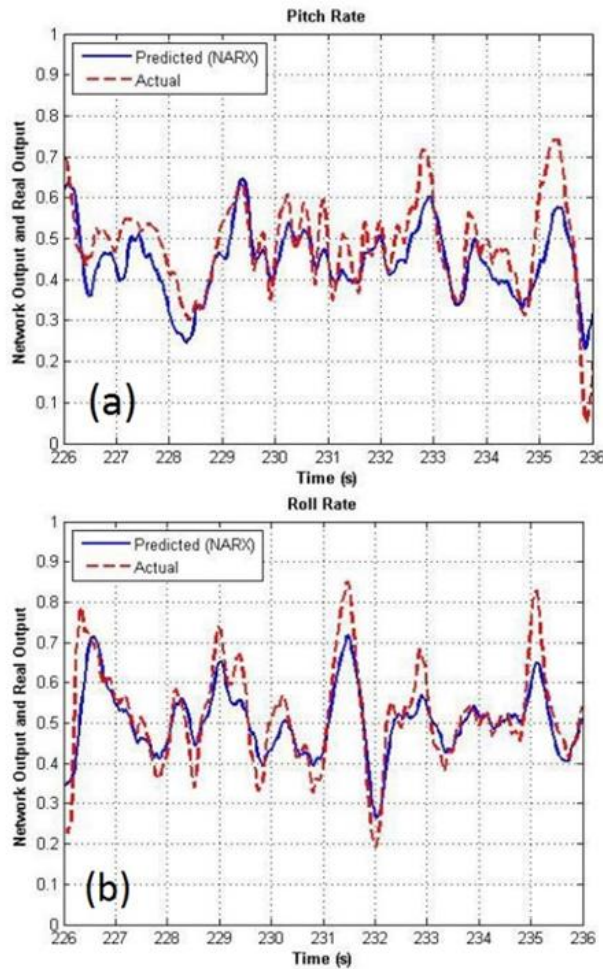 Pitch Rate
Network Output and Real Output
1
0.9
0.8
0.7
0.6
0.5
0.4
0.3
0.2
0.1
0
Predicted (NARX)
Actual
(a)
226 227 228 229 230 231 232 233 234 235 236
Time (s)
Roll Rate
Network Output and Real Output
1
0.9
0.8
0.7
0.6
0.5
0.4
0.3
0.2
0.1
0
Predicted (NARX)
Actual
(b)
226 227 228 229 230 231 232 233 234 235 236
Time (s)